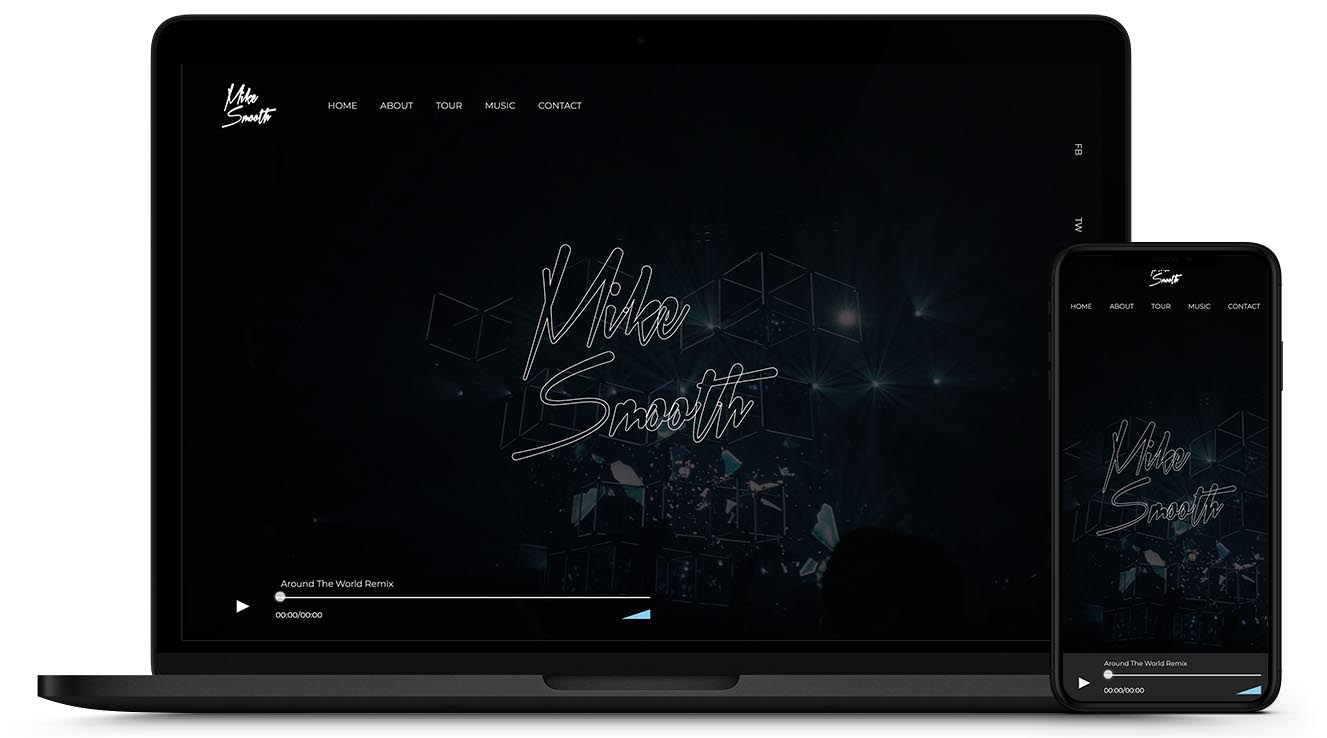 Mike
Smooth
HOME ABOUT TOUR MUSIC CONTACT
FB
TW
Mike
Smooth
Around The World Remix
00:00/00:00
Smooth
HOME ABOUT TOUR MUSIC CONTACT
Mike
Smooth
Around The World Remix
00:00/00:00